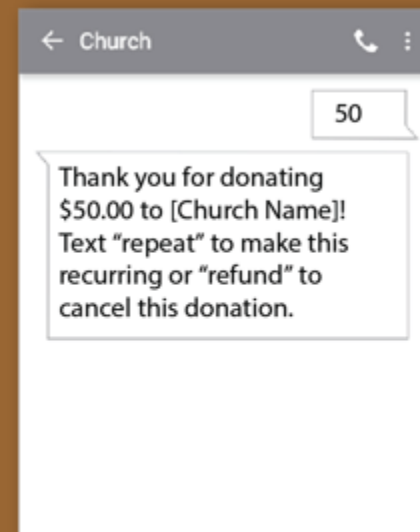 Church
50
Thank you for donating
$50.00 to [Church Name]!
Text “repeat” to make this
recurring or “refund” to
cancel this donation.